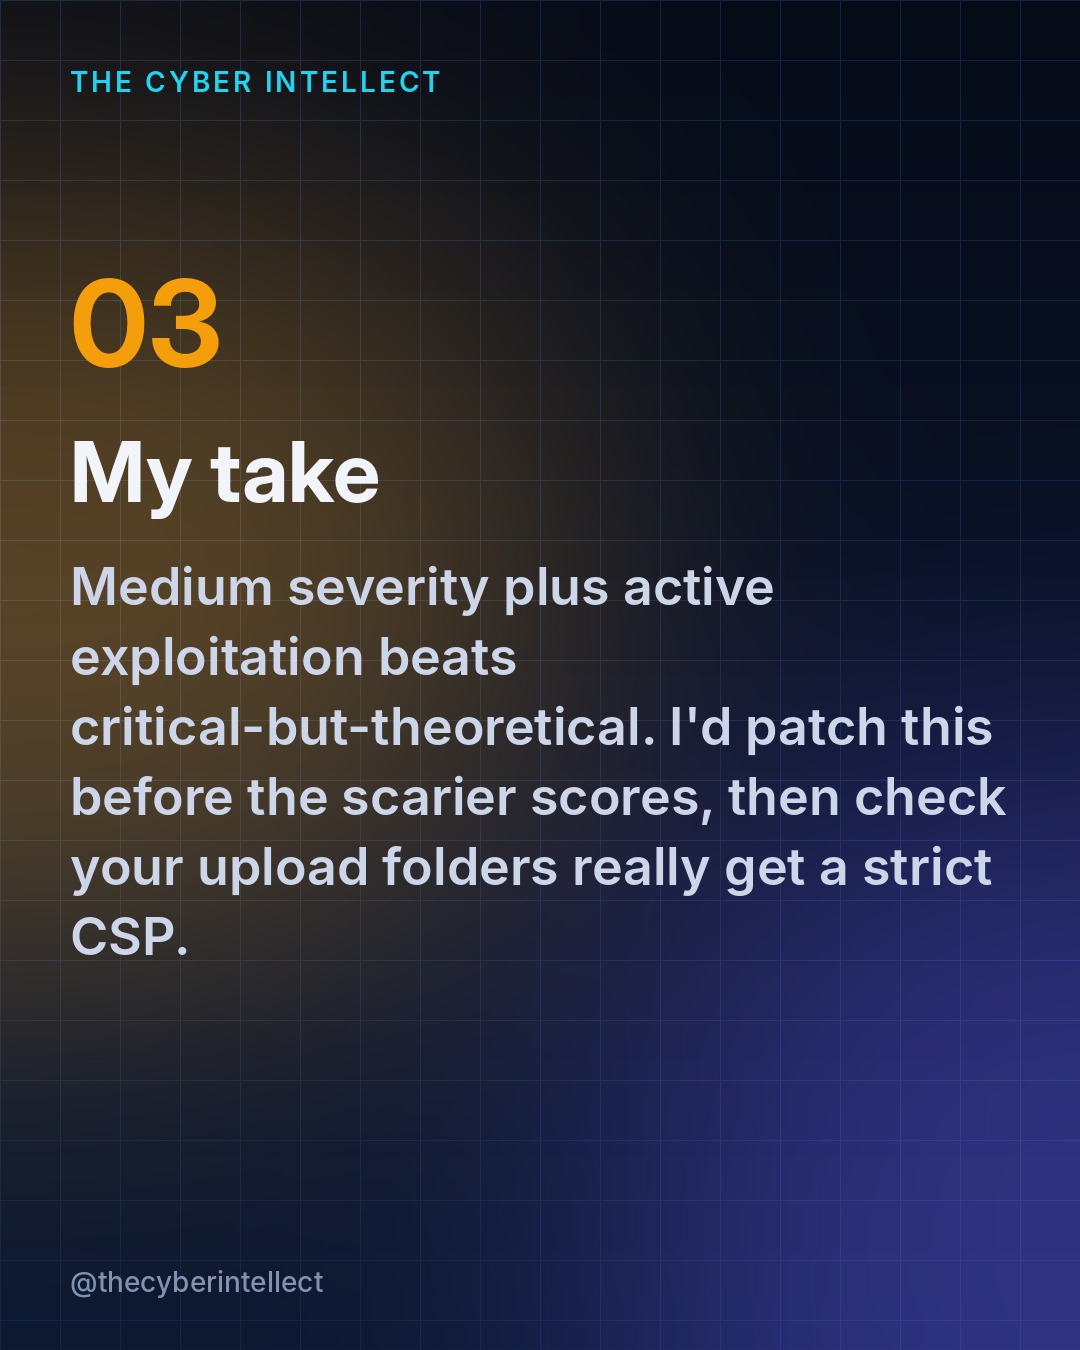 THE CYBER INTELLECT
03
My take
Medium severity plus active
exploitation beats
critical-but-theoretical. I'd patch this
before the scarier scores, then check
your upload folders really get a strict
CSP.
@thecyberintellect